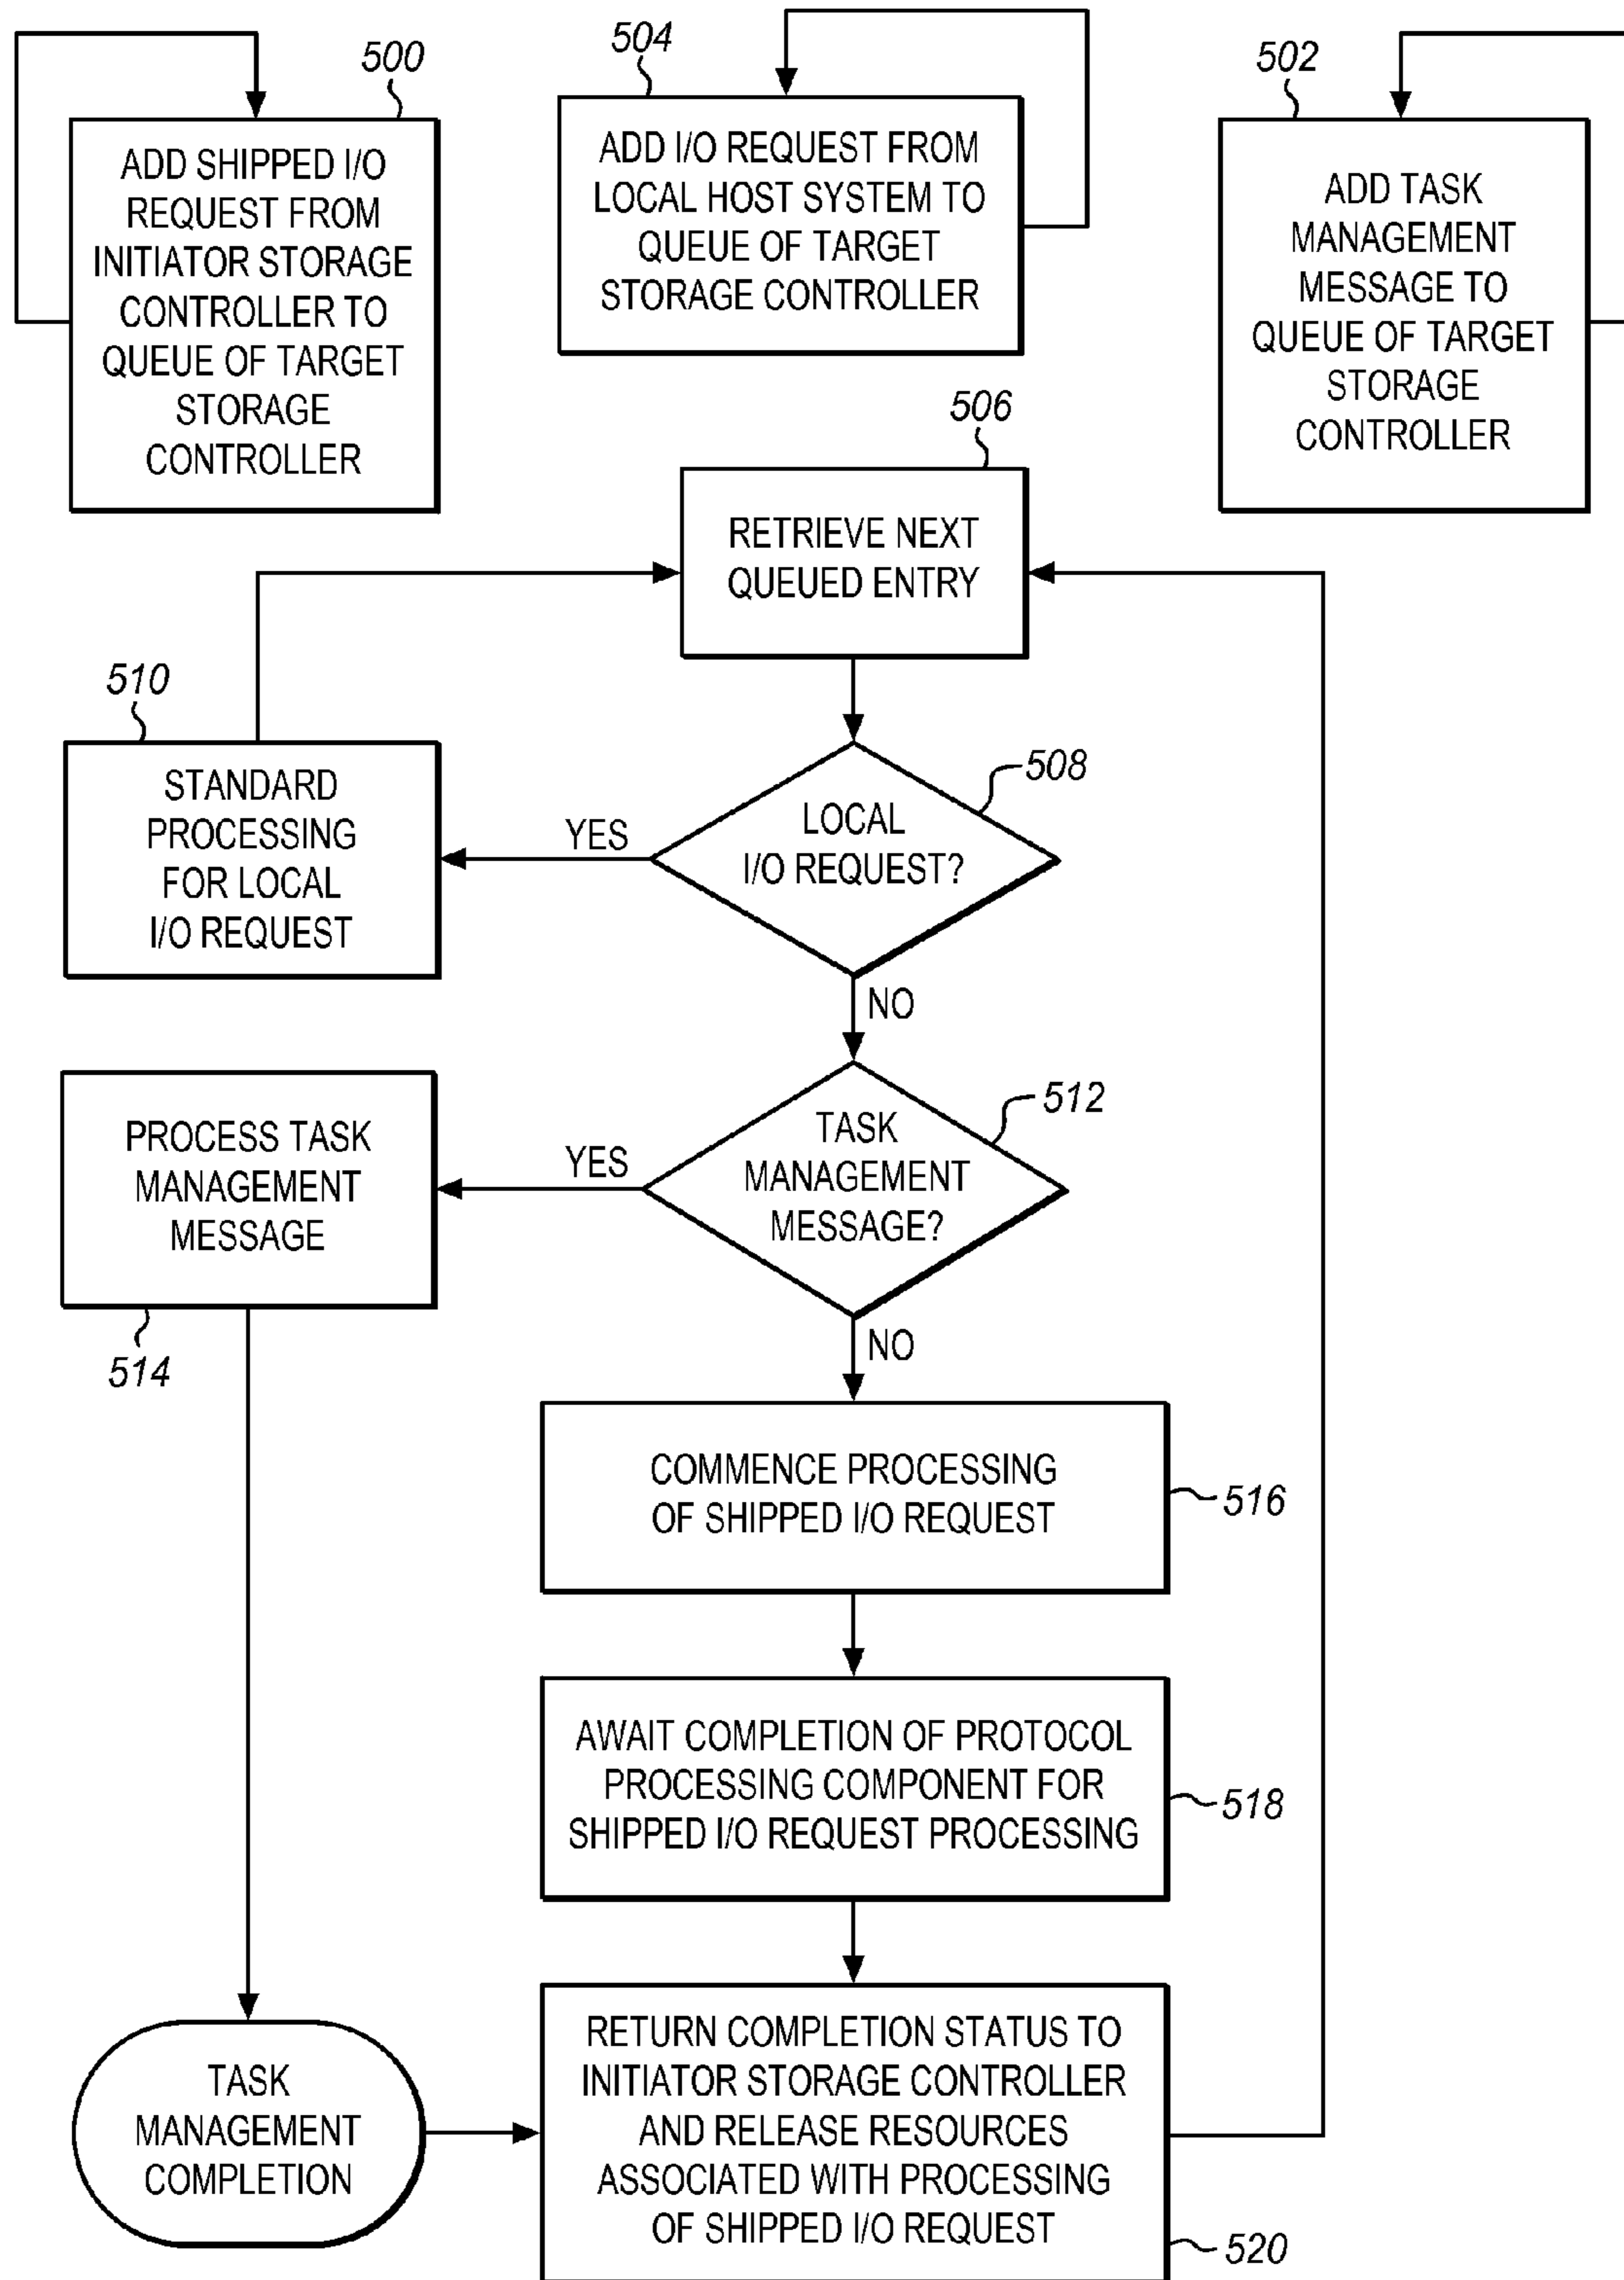 500
ADD SHIPPED I/O
REQUEST FROM
INITIATOR STORAGE
CONTROLLER TO
QUEUE OF TARGET
STORAGE
CONTROLLER
504
ADD I/O REQUEST FROM
LOCAL HOST SYSTEM TO
QUEUE OF TARGET
STORAGE CONTROLLER
502
ADD TASK
MANAGEMENT
MESSAGE TO
QUEUE OF TARGET
STORAGE
CONTROLLER
506
RETRIEVE NEXT
QUEUED ENTRY
508
LOCAL
I/O REQUEST?
YES
510
STANDARD
PROCESSING
FOR LOCAL
I/O REQUEST
NO
512
TASK
MANAGEMENT
MESSAGE?
YES
PROCESS TASK
MANAGEMENT
MESSAGE
514
NO
COMMENCE PROCESSING
OF SHIPPED I/O REQUEST
516
AWAIT COMPLETION OF PROTOCOL
PROCESSING COMPONENT FOR
SHIPPED I/O REQUEST PROCESSING
518
TASK
MANAGEMENT
COMPLETION
RETURN COMPLETION STATUS TO
INITIATOR STORAGE CONTROLLER
AND RELEASE RESOURCES
ASSOCIATED WITH PROCESSING
OF SHIPPED I/O REQUEST
520